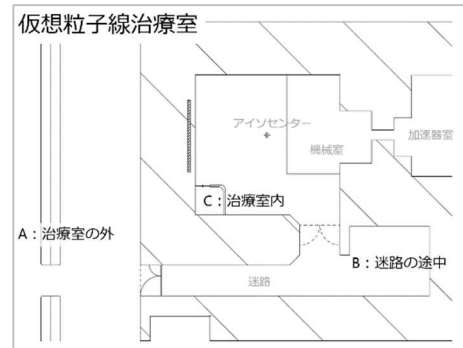 仮想粒子線治療室
アイソセンター
機械室
加速器室
C：治療室内
A：治療室の外
B：迷路の途中
迷路